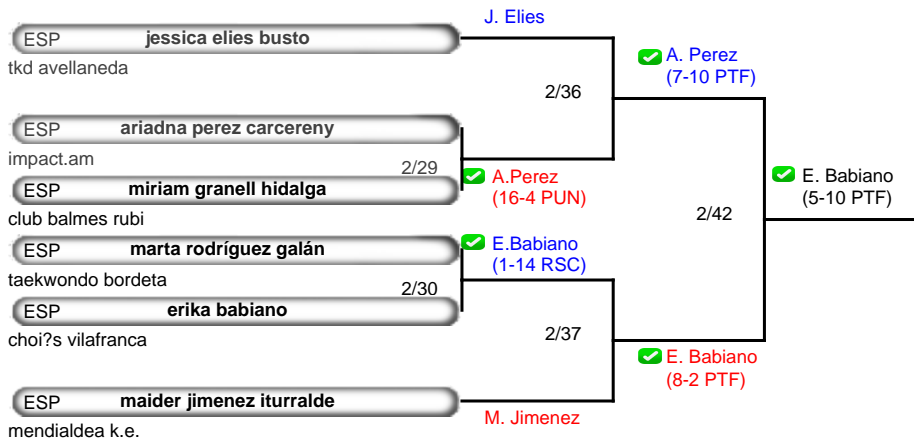 J. Elies
ESP jessica elies busto
tkd avellaneda
A. Perez
(7-10 PTF)
2/36
ESP ariadna perez carcereny
impact.am
2/29
A.Perez
(16-4 PUN)
ESP miriam granell hidalga
club balmes rubi
E. Babiano
(5-10 PTF)
2/42
ESP marta rodríguez galán
taekwondo bordeta
E.Babiano
(1-14 RSC)
2/30
ESP erika babiano
choi?s vilafranca
2/37
E. Babiano
(8-2 PTF)
ESP maider jimenez iturralde
mendialdea k.e.
M. Jimenez